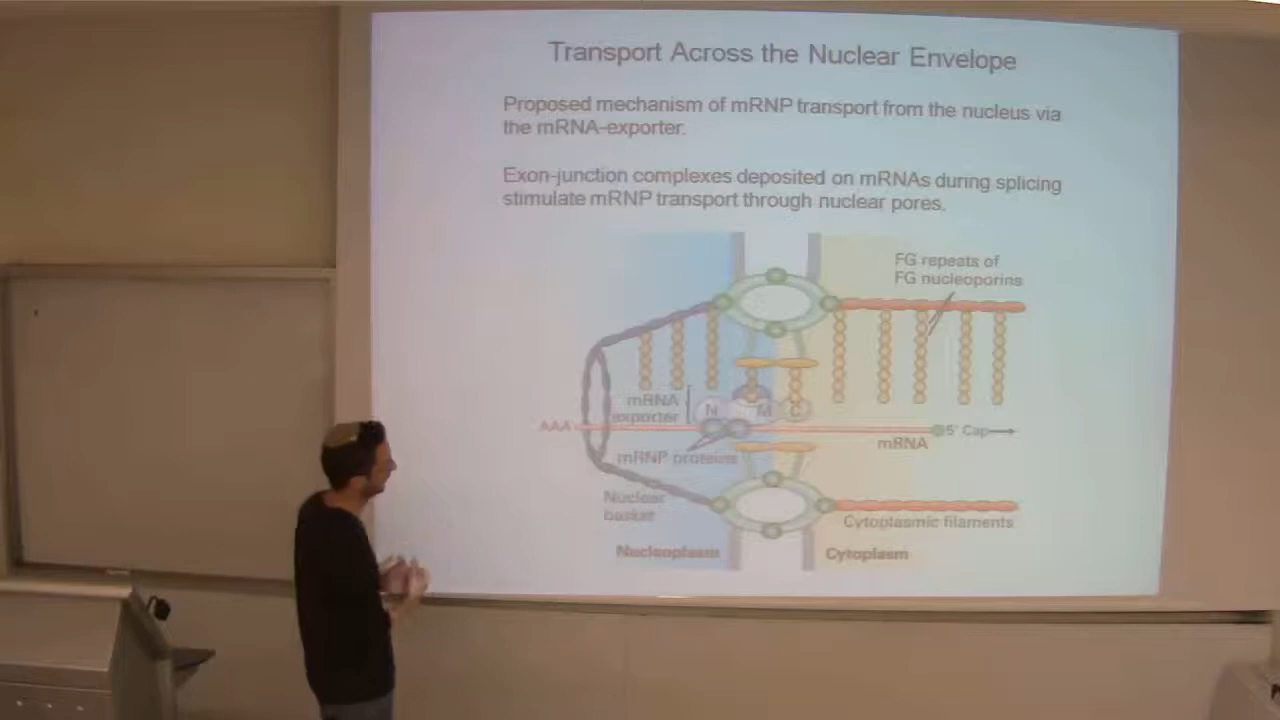 Transport Across the Nuclear Envelope
Proposed mechanism of mRNP transport from the nucleus via
the mRNA-exporter.
Exon-junction complexes deposited on mRNAs during splicing
stimulate mRNP transport through nuclear pores.
FG repeats of
FG nucleoporins
mRNA
exporter
N M C
AAA
5' Cap
mRNA
mRNP proteins
Nuclear
basket
Cytoplasmic filaments
Nucleoplasm
Cytoplasm